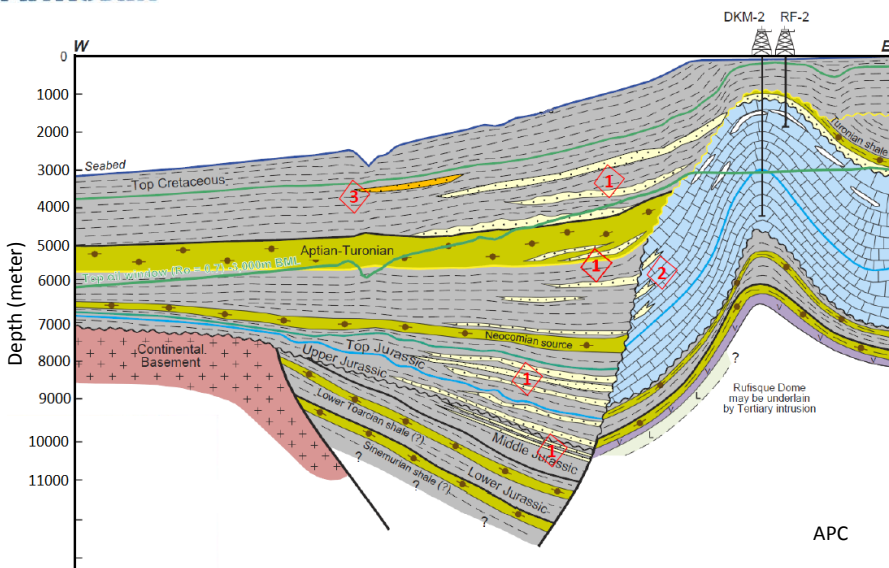 DKM-2 RF-2
W
E
0
1000
2000
3000
4000
5000
6000
7000
8000
9000
10000
11000
Depth (meter)
Seabed
Top Cretaceous
3
1
Turonian shale
Aptian-Turonian
1
2
Neocomian source
Top Jurassic
Upper Jurassic
Continental
Basement
1
Lower Toarcian shale (?)
Sinemurian shale (?)
Middle Jurassic
1
Lower Jurassic
?
?
?
?
Rufisque Dome
may be underlain
by Tertiary intrusion
?
APC